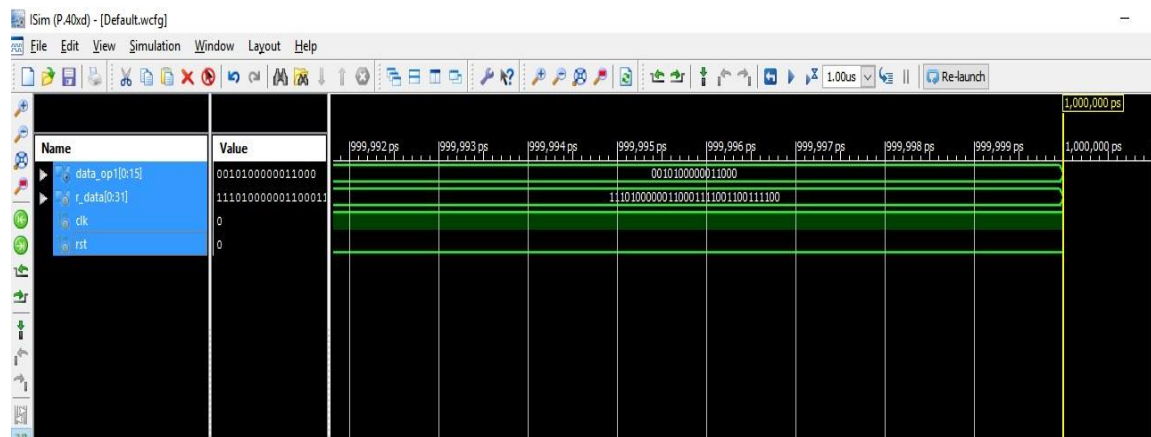 ISim (P.40xd) - [Default.wcfg]
File Edit View Simulation Window Layout Help
1.00us Re-launch
1,000,000 ps
Name Value 999,992 ps 999,993 ps 999,994 ps 999,995 ps 999,996 ps 999,997 ps 999,998 ps 999,999 ps 1,000,000 ps
data_op1[0:15] 0010100000011000 0010100000011000
r_data[0:31] 111010000001100011 11101000000110001111001100111100
clk 0
rst 0